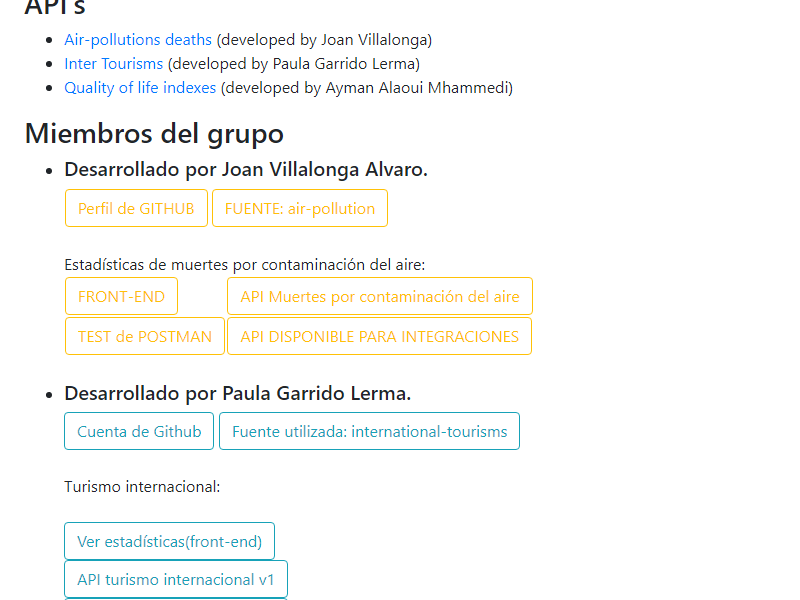 API's
Air-pollutions deaths (developed by Joan Villalonga)
Inter Tourisms (developed by Paula Garrido Lerma)
Quality of life indexes (developed by Ayman Alaoui Mhammedi)
Miembros del grupo
Desarrollado por Joan Villalonga Alvaro.
Perfil de GITHUB FUENTE: air-pollution
Estadísticas de muertes por contaminación del aire:
FRONT-END API Muertes por contaminación del aire
TEST de POSTMAN API DISPONIBLE PARA INTEGRACIONES
Desarrollado por Paula Garrido Lerma.
Cuenta de Github Fuente utilizada: international-tourisms
Turismo internacional:
Ver estadísticas(front-end)
API turismo internacional v1